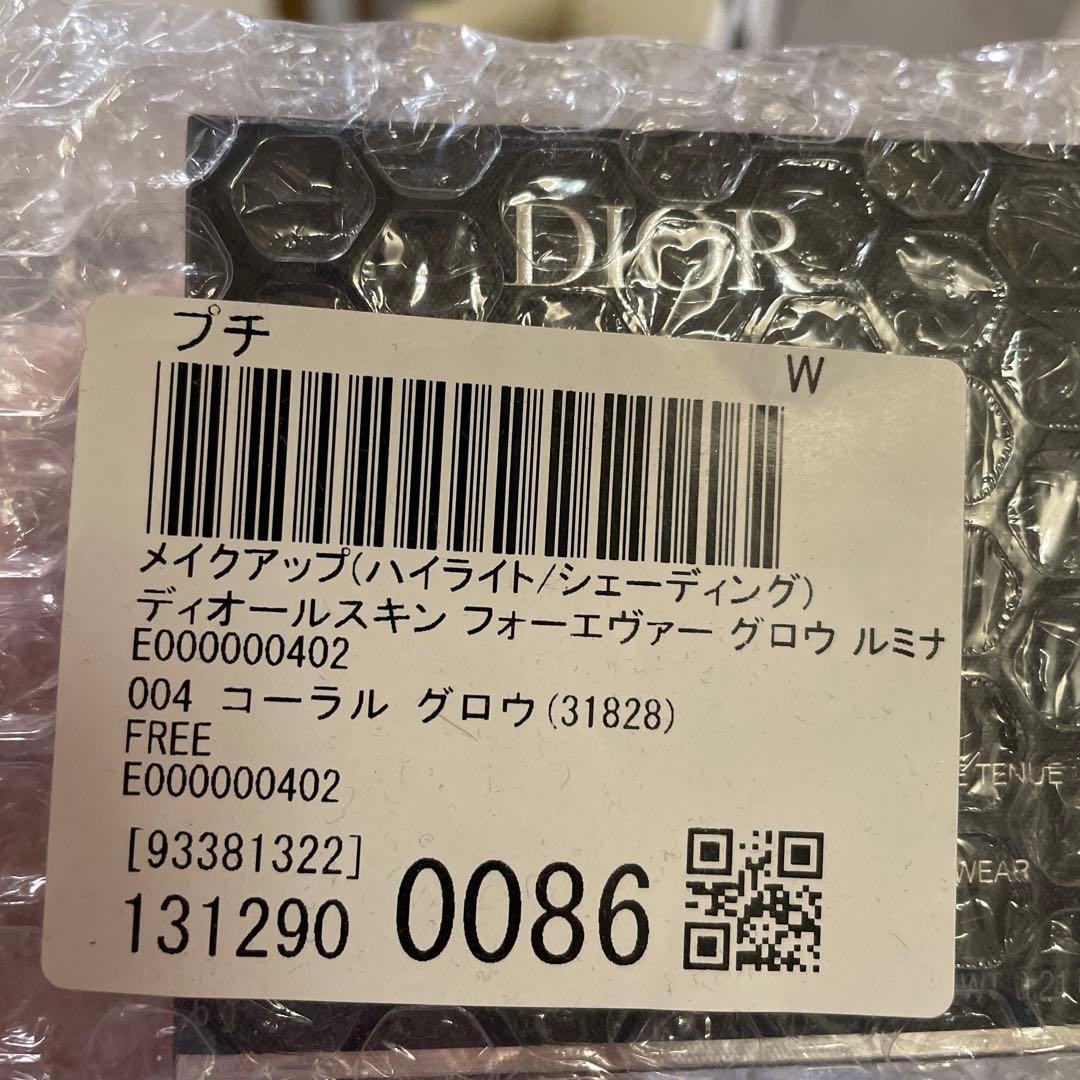 DIOR
プチ
W
メイクアップ(ハイライト/シェーディング)
ディオールスキン フォーエヴァー グロウ ルミナ
E000000402
004 コーラル グロウ(31828)
FREE
E000000402
TENUE
[93381322]
WEAR
131290 0086